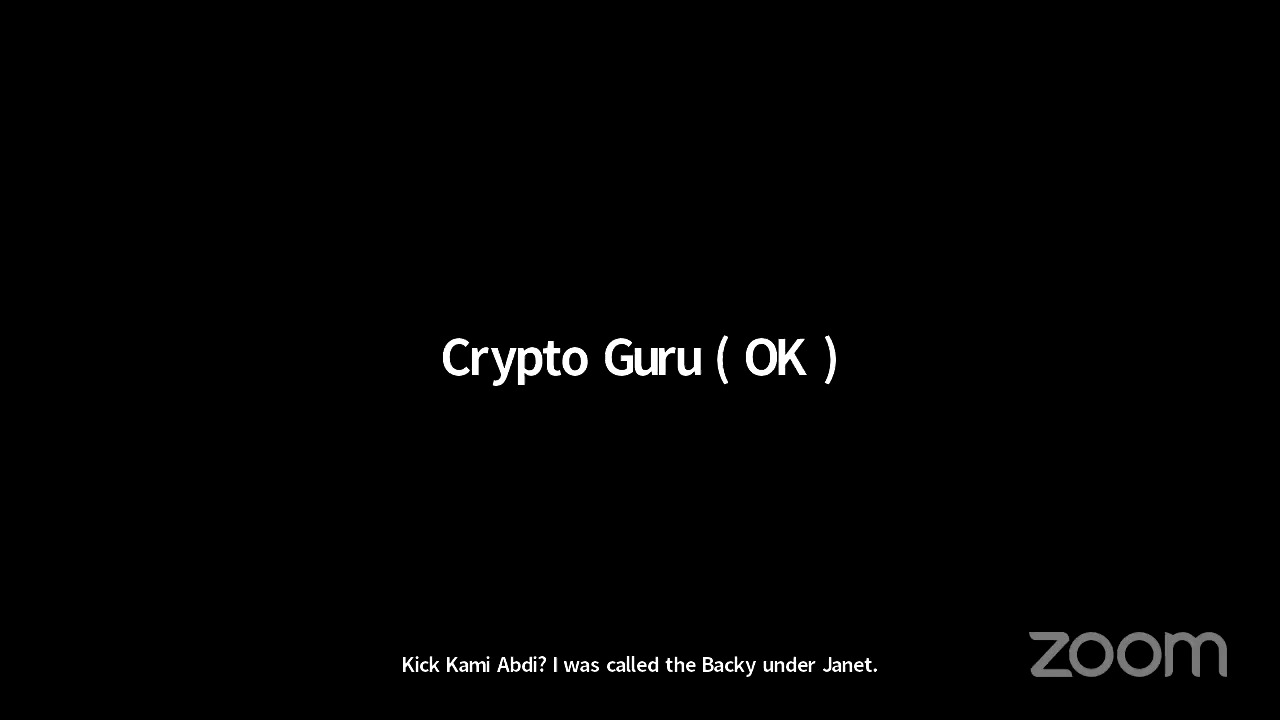 Crypto Guru ( OK )
Kick Kami Abdi? I was called the Backy under Janet.
zoom